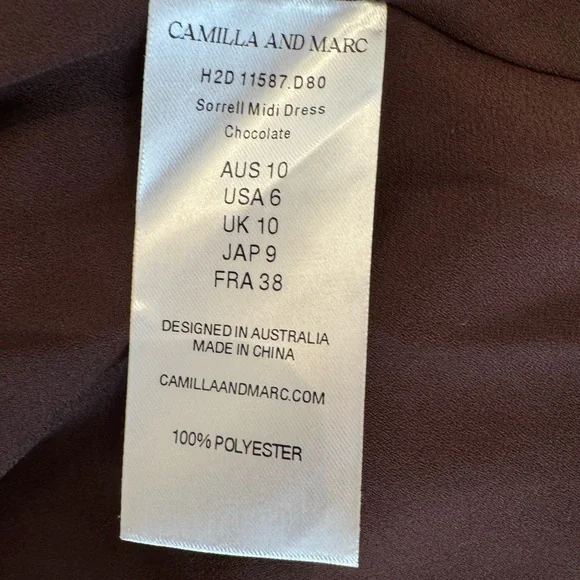 CAMILLA AND MARC
H2D 11587.D80
Sorrell Midi Dress
Chocolate
AUS 10
USA 6
UK 10
JAP 9
FRA 38
DESIGNED IN AUSTRALIA
MADE IN CHINA
CAMILLAANDMARC.COM
100% POLYESTER